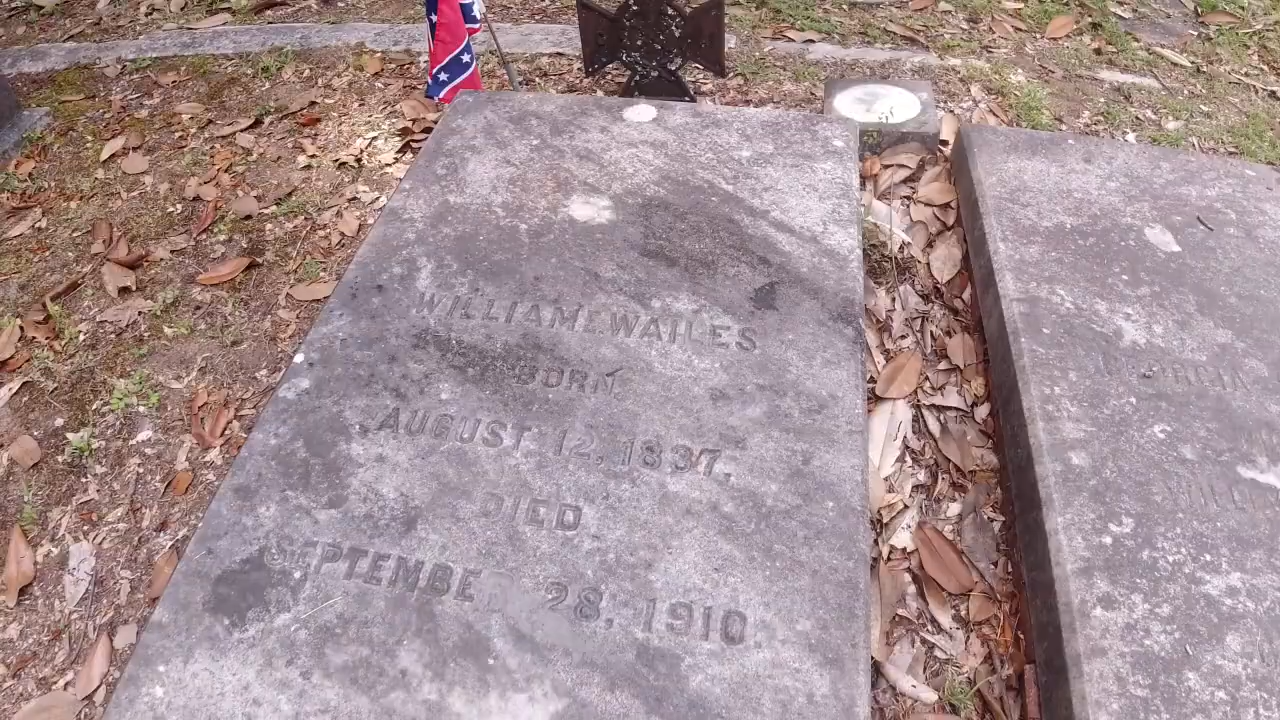 WILLIAM E. WAILES
BORN
AUGUST 12, 1837.
DIED
SEPTEMBER 28, 1910